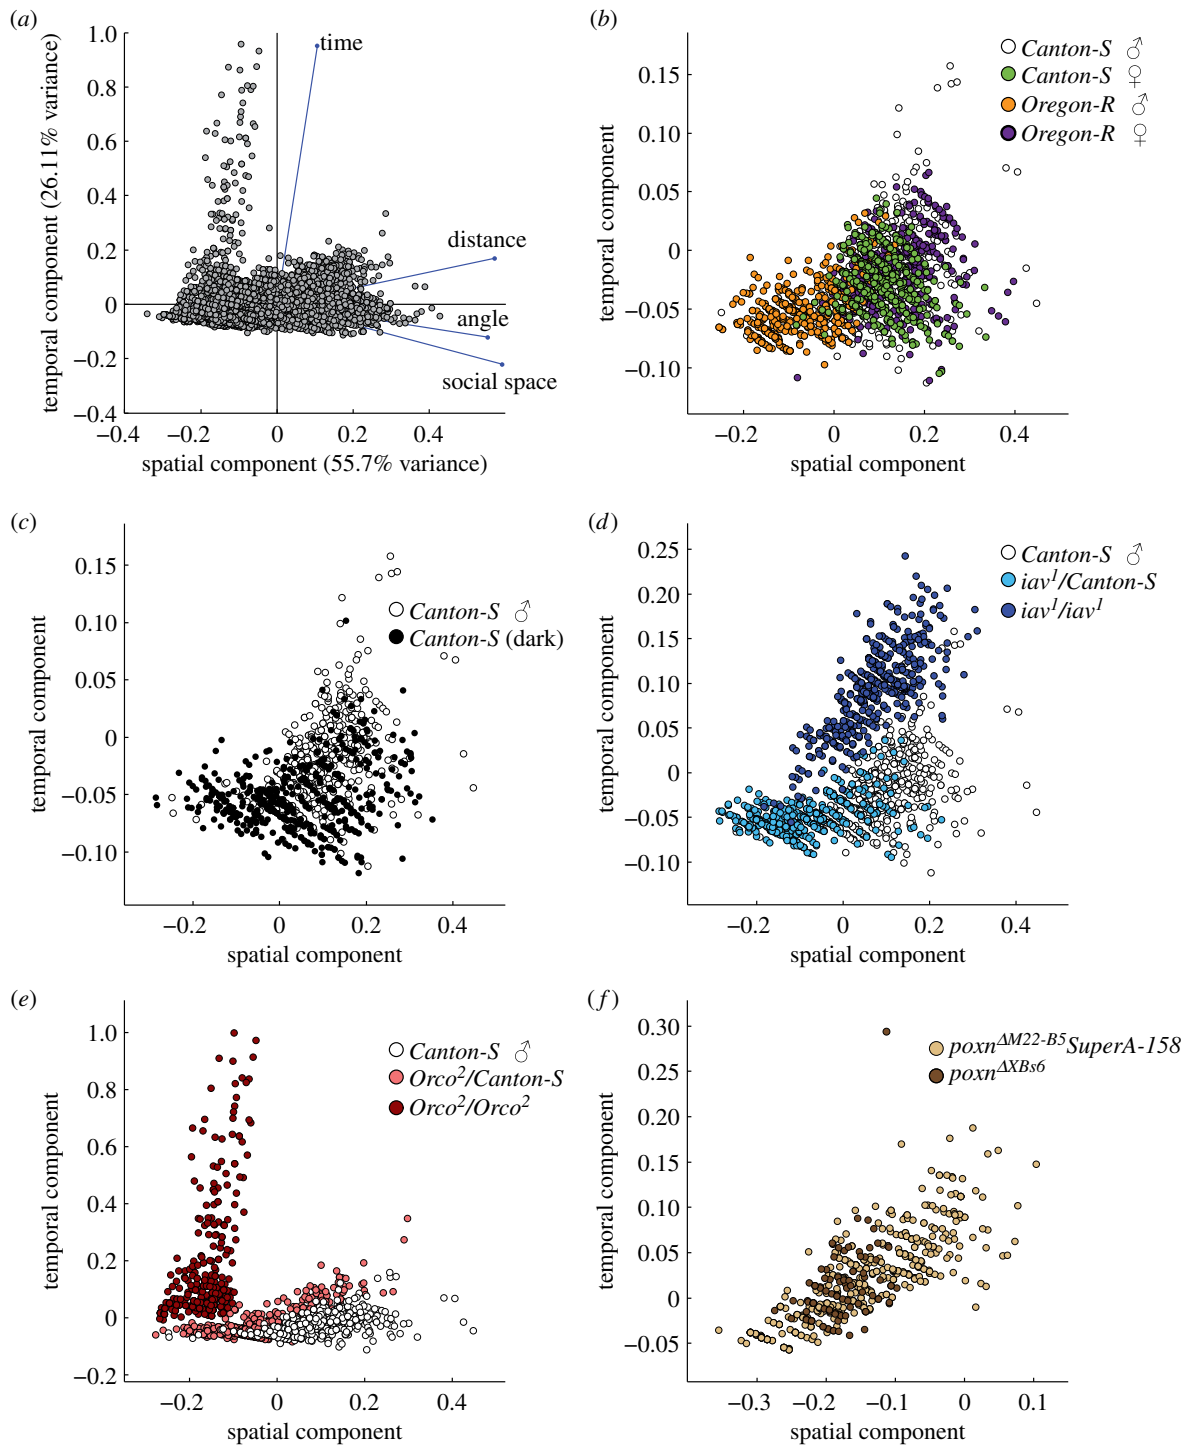 (a)
1.0
0.8
0.6
0.4
0.2
0
−0.2
−0.4
temporal component (26.11% variance)
time
distance
angle
social space
−0.4 −0.2 0 0.2 0.4
spatial component (55.7% variance)
(b)
0.15
0.10
0.05
0
−0.05
−0.10
temporal component
Canton-S ♂
Canton-S ♀
Oregon-R ♂
Oregon-R ♀
−0.2 0 0.2 0.4
spatial component
(c)
0.15
0.10
0.05
0
−0.05
−0.10
temporal component
Canton-S ♂
Canton-S (dark)
−0.2 0 0.2 0.4
spatial component
(d)
0.25
0.20
0.15
0.10
0.05
0
−0.05
−0.10
temporal component
Canton-S ♂
iav¹/Canton-S
iav¹/iav¹
−0.2 0 0.2 0.4
spatial component
(e)
1.0
0.8
0.6
0.4
0.2
0
−0.2
temporal component
Canton-S ♂
Orco²/Canton-S
Orco²/Orco²
−0.2 0 0.2 0.4
spatial component
(f)
0.30
0.25
0.20
0.15
0.10
0.05
0
−0.05
temporal component
poxn^ΔM22-B5 SuperA-158
poxn^ΔXBs6
−0.3 −0.2 −0.1 0 0.1
spatial component